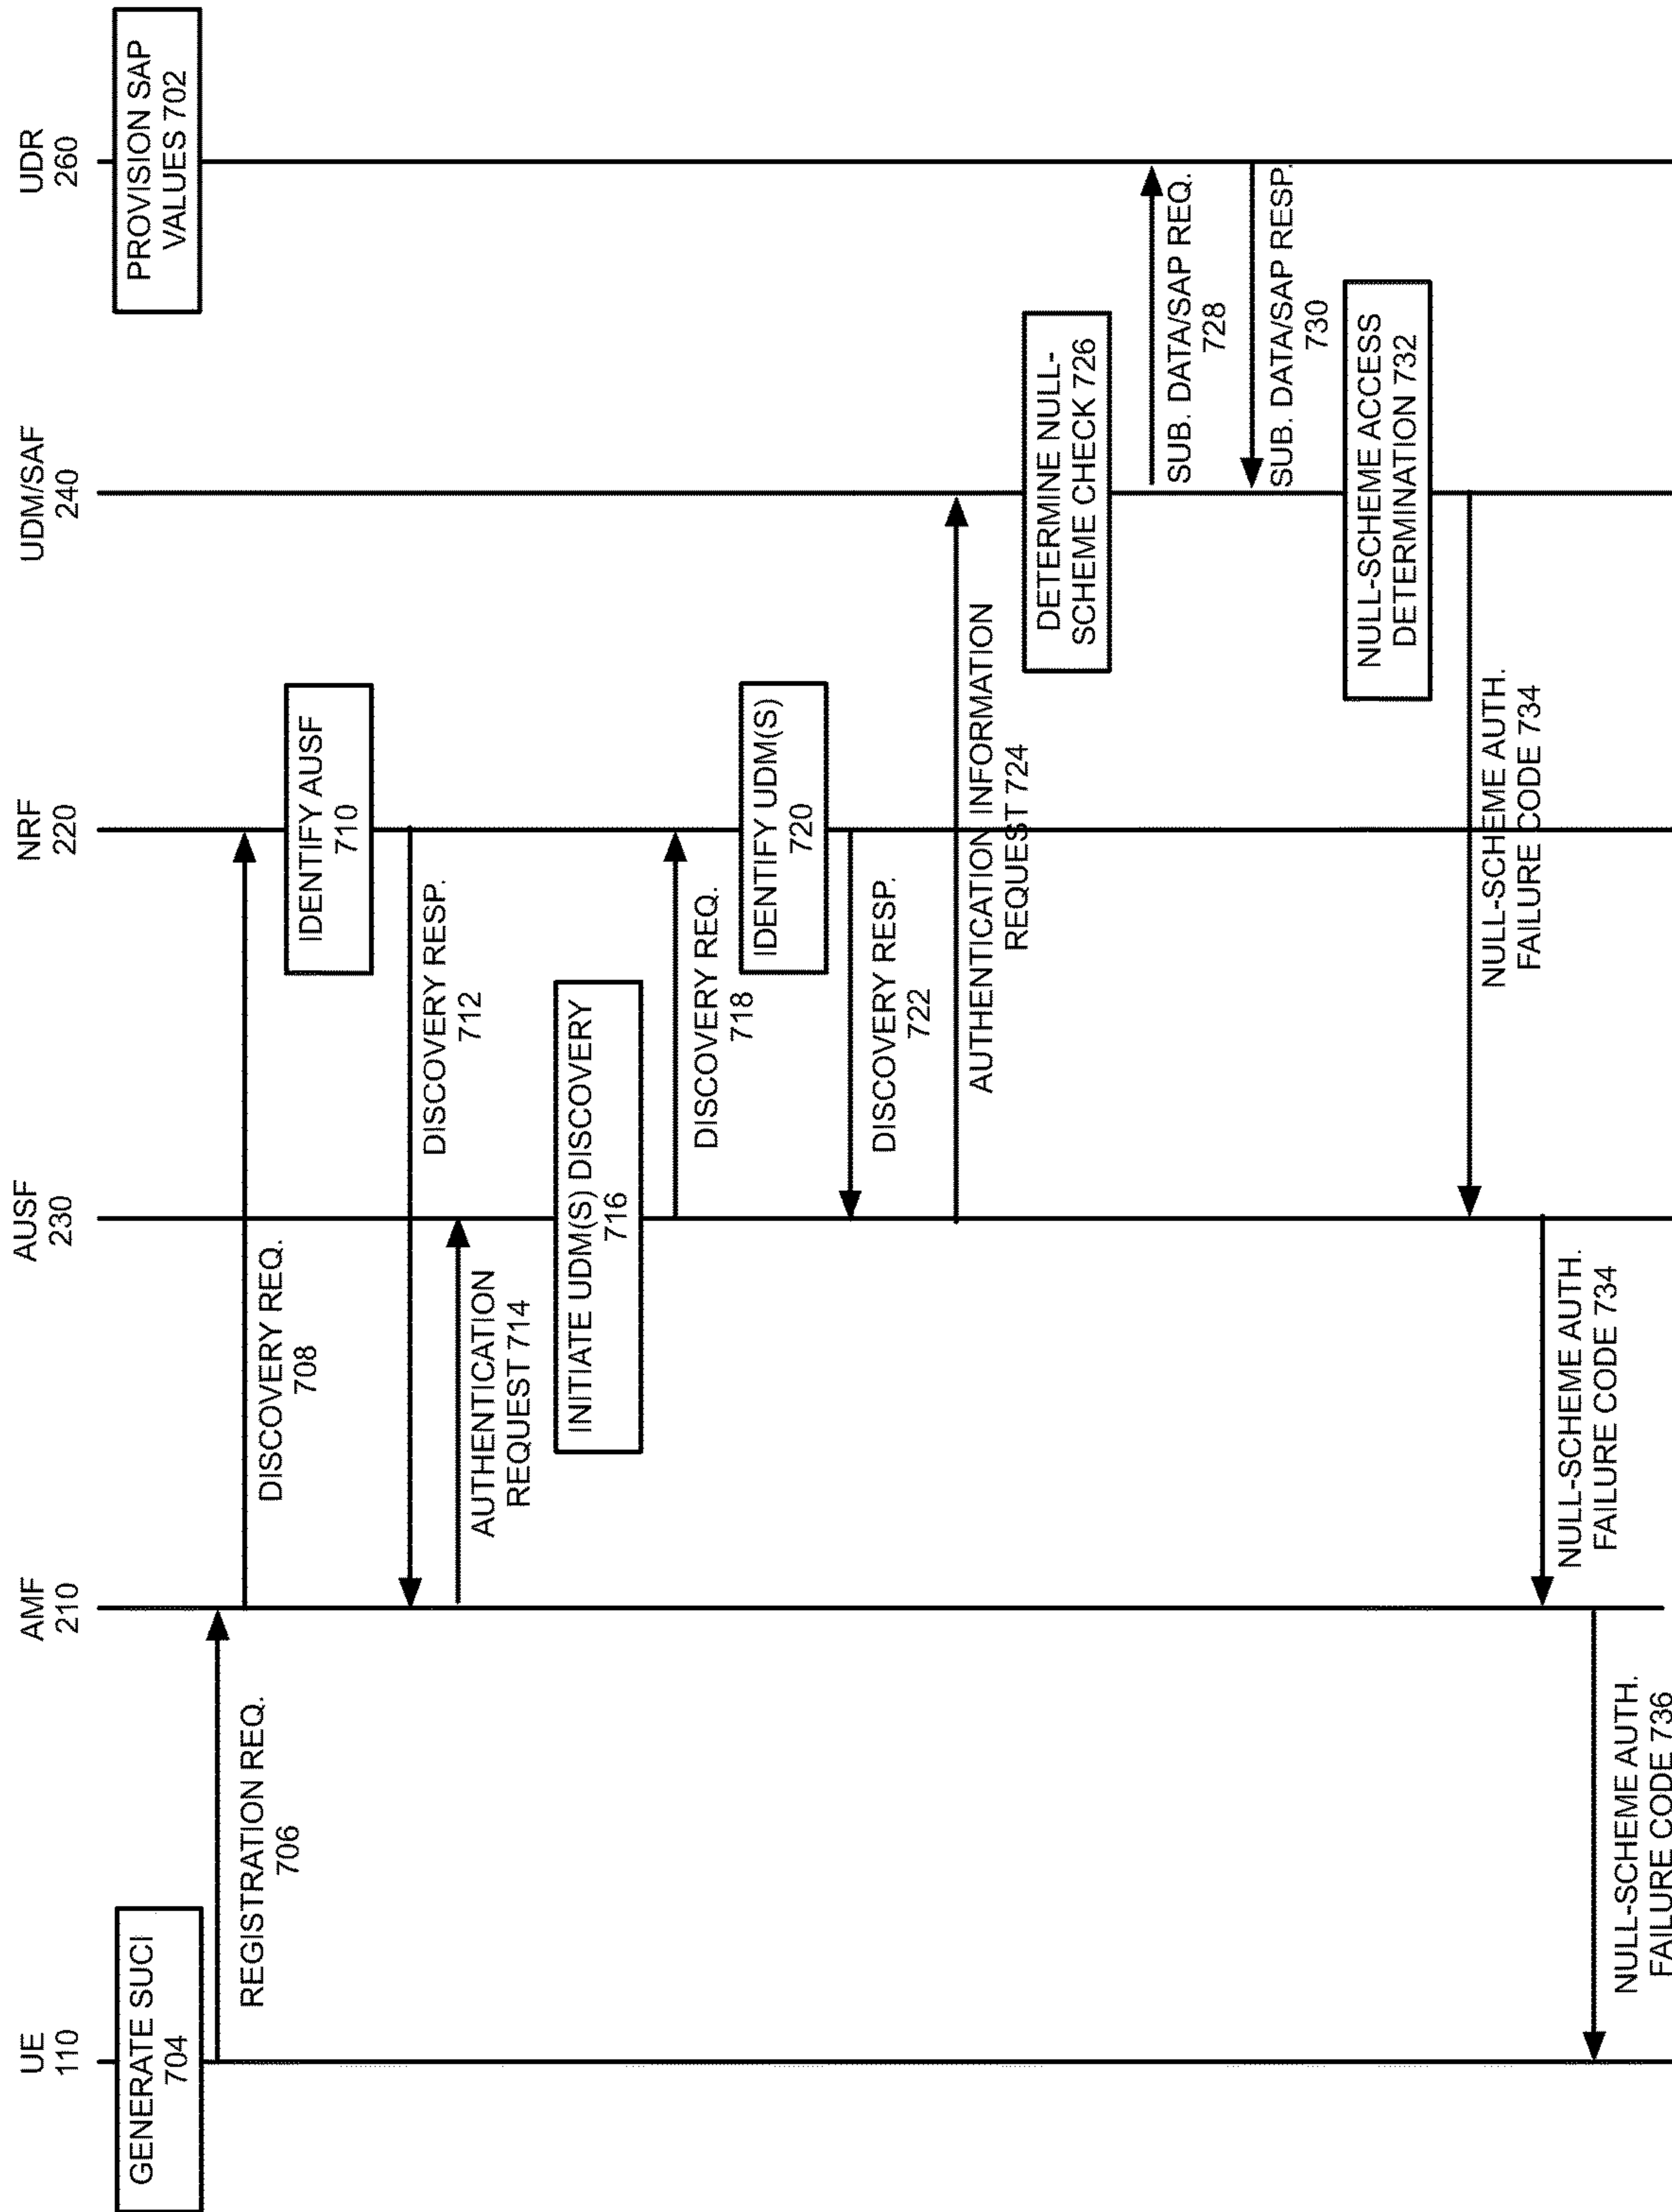 UE
110
AMF
210
AUSF
230
NRF
220
UDM/SAF
240
UDR
260
PROVISION SAP
VALUES 702
GENERATE SUCI
704
REGISTRATION REQ.
706
DISCOVERY REQ.
708
IDENTIFY AUSF
710
DISCOVERY RESP.
712
AUTHENTICATION
REQUEST 714
INITIATE UDM(S) DISCOVERY
716
DISCOVERY REQ.
718
IDENTIFY UDM(S)
720
DISCOVERY RESP.
722
AUTHENTICATION INFORMATION
REQUEST 724
DETERMINE NULL-
SCHEME CHECK 726
SUB. DATA/SAP REQ.
728
SUB. DATA/SAP RESP.
730
NULL-SCHEME ACCESS
DETERMINATION 732
NULL-SCHEME AUTH.
FAILURE CODE 734
NULL-SCHEME AUTH.
FAILURE CODE 734
NULL-SCHEME AUTH.
FAILURE CODE 736